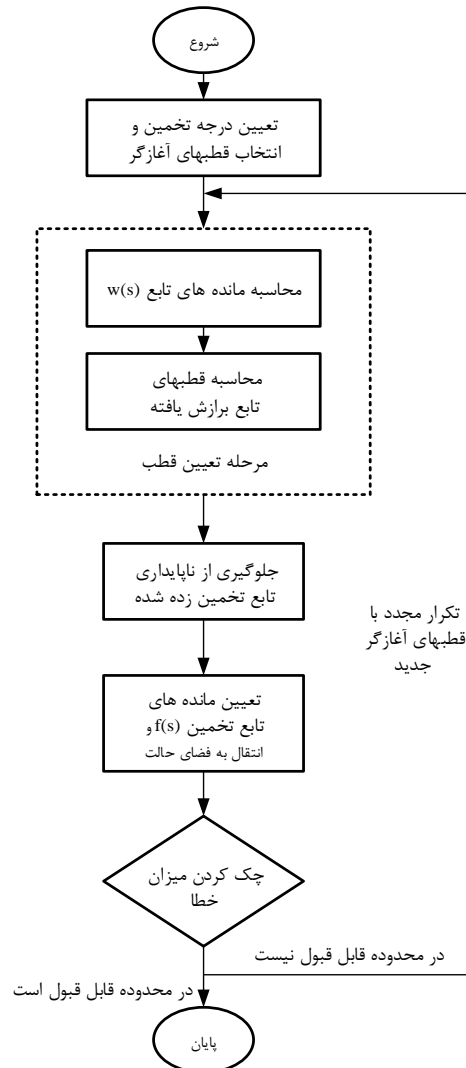 شروع
تعیین درجه تخمین و
انتخاب قطبهای آغازگر
محاسبه مانده های تابع w(s)
محاسبه قطبهای
تابع برازش یافته
مرحله تعیین قطب
جلوگیری از ناپایداری
تابع تخمین زده شده
تکرار مجدد با
قطبهای آغازگر
جدید
تعیین مانده های
تابع تخمین f(s) و
انتقال به فضای حالت
چک کردن میزان
خطا
در محدوده قابل قبول نیست
در محدوده قابل قبول است
پایان